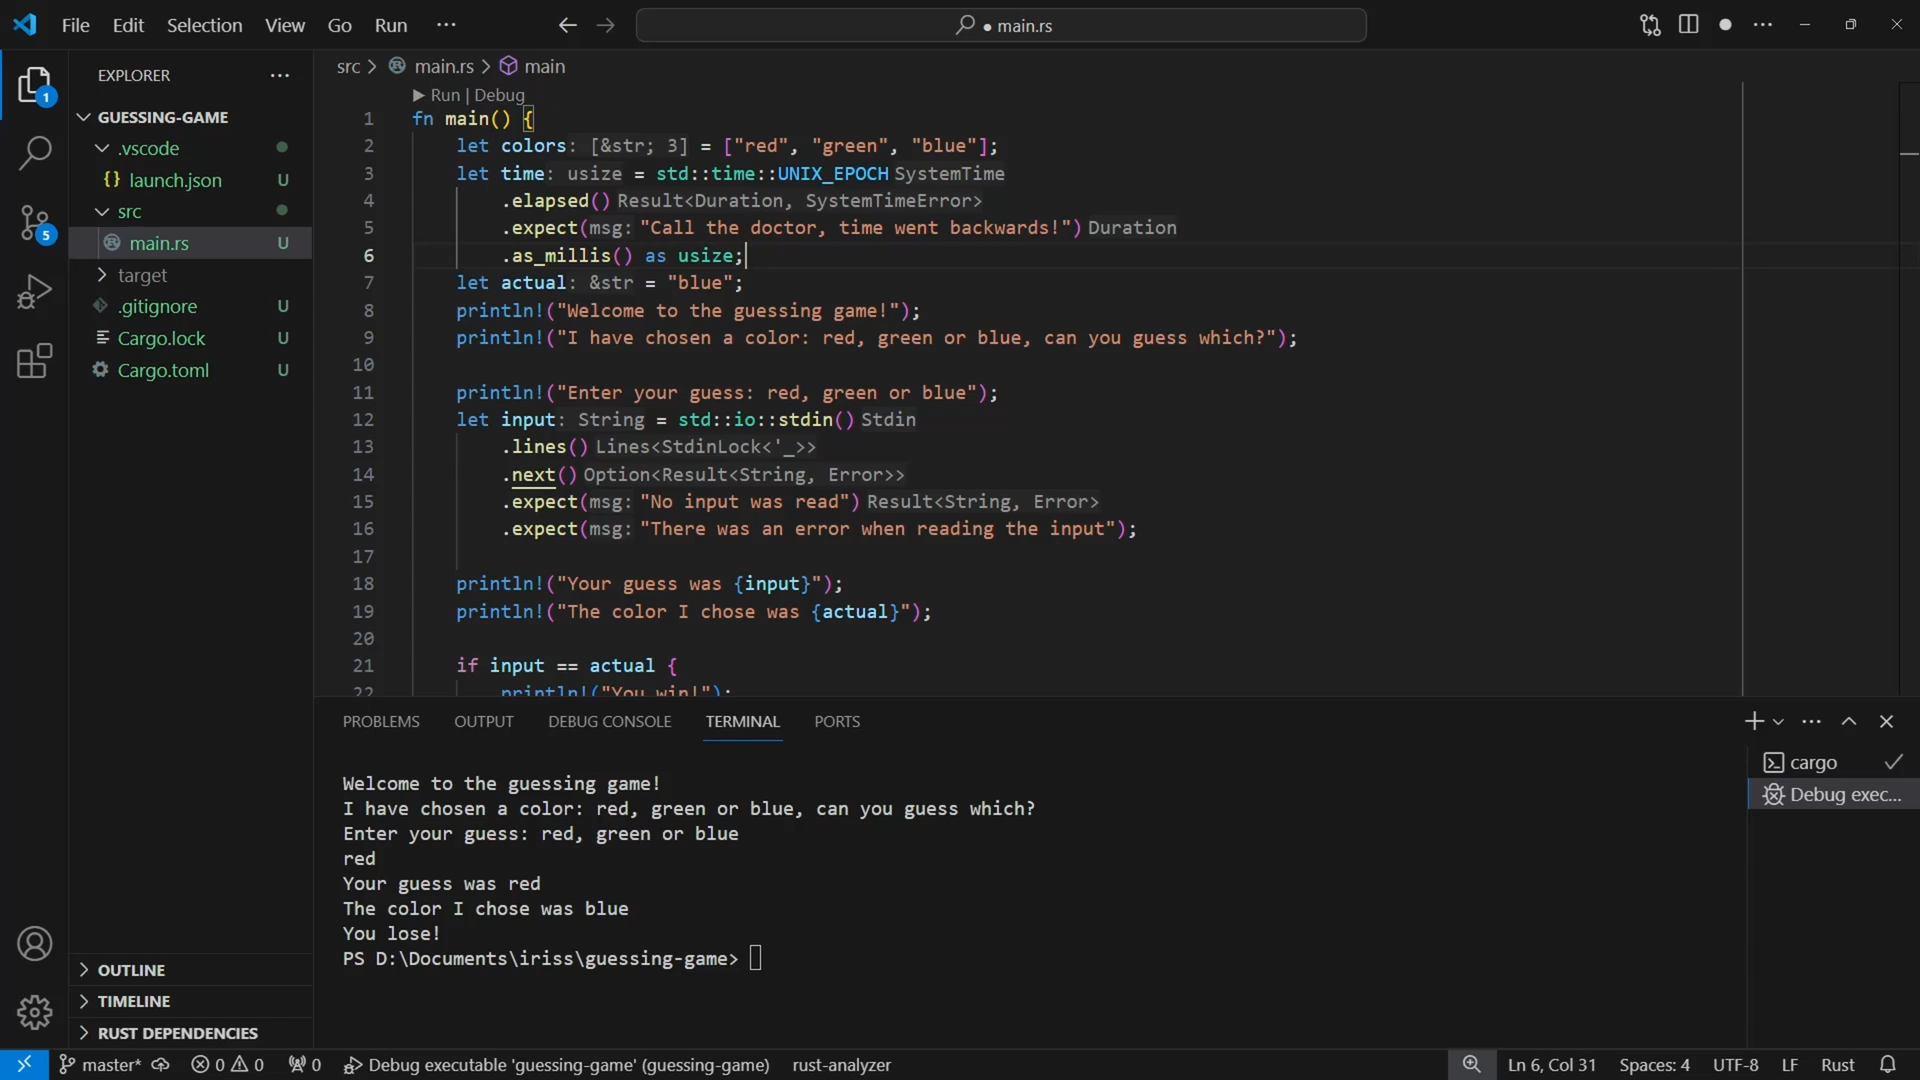 File Edit Selection View Go Run ··· ● main.rs
EXPLORER ···
GUESSING-GAME
.vscode
{} launch.json U
src
main.rs U
target
.gitignore U
Cargo.lock U
Cargo.toml U
OUTLINE
TIMELINE
RUST DEPENDENCIES
1
5
src > main.rs > main
Run | Debug
1 fn main() {
2 let colors: [&str; 3] = ["red", "green", "blue"];
3 let time: usize = std::time::UNIX_EPOCH SystemTime
4 .elapsed() Result<Duration, SystemTimeError>
5 .expect(msg: "Call the doctor, time went backwards!") Duration
6 .as_millis() as usize;
7 let actual: &str = "blue";
8 println!("Welcome to the guessing game!");
9 println!("I have chosen a color: red, green or blue, can you guess which?");
10
11 println!("Enter your guess: red, green or blue");
12 let input: String = std::io::stdin() Stdin
13 .lines() Lines<StdinLock<'_>>
14 .next() Option<Result<String, Error>>
15 .expect(msg: "No input was read") Result<String, Error>
16 .expect(msg: "There was an error when reading the input");
17
18 println!("Your guess was {input}");
19 println!("The color I chose was {actual}");
20
21 if input == actual {
22 println!("You win!");
PROBLEMS OUTPUT DEBUG CONSOLE TERMINAL PORTS
Welcome to the guessing game!
I have chosen a color: red, green or blue, can you guess which?
Enter your guess: red, green or blue
red
Your guess was red
The color I chose was blue
You lose!
PS D:\Documents\iriss\guessing-game>
cargo
Debug exec...
master* 0 0 0 Debug executable 'guessing-game' (guessing-game) rust-analyzer Ln 6, Col 31 Spaces: 4 UTF-8 LF Rust